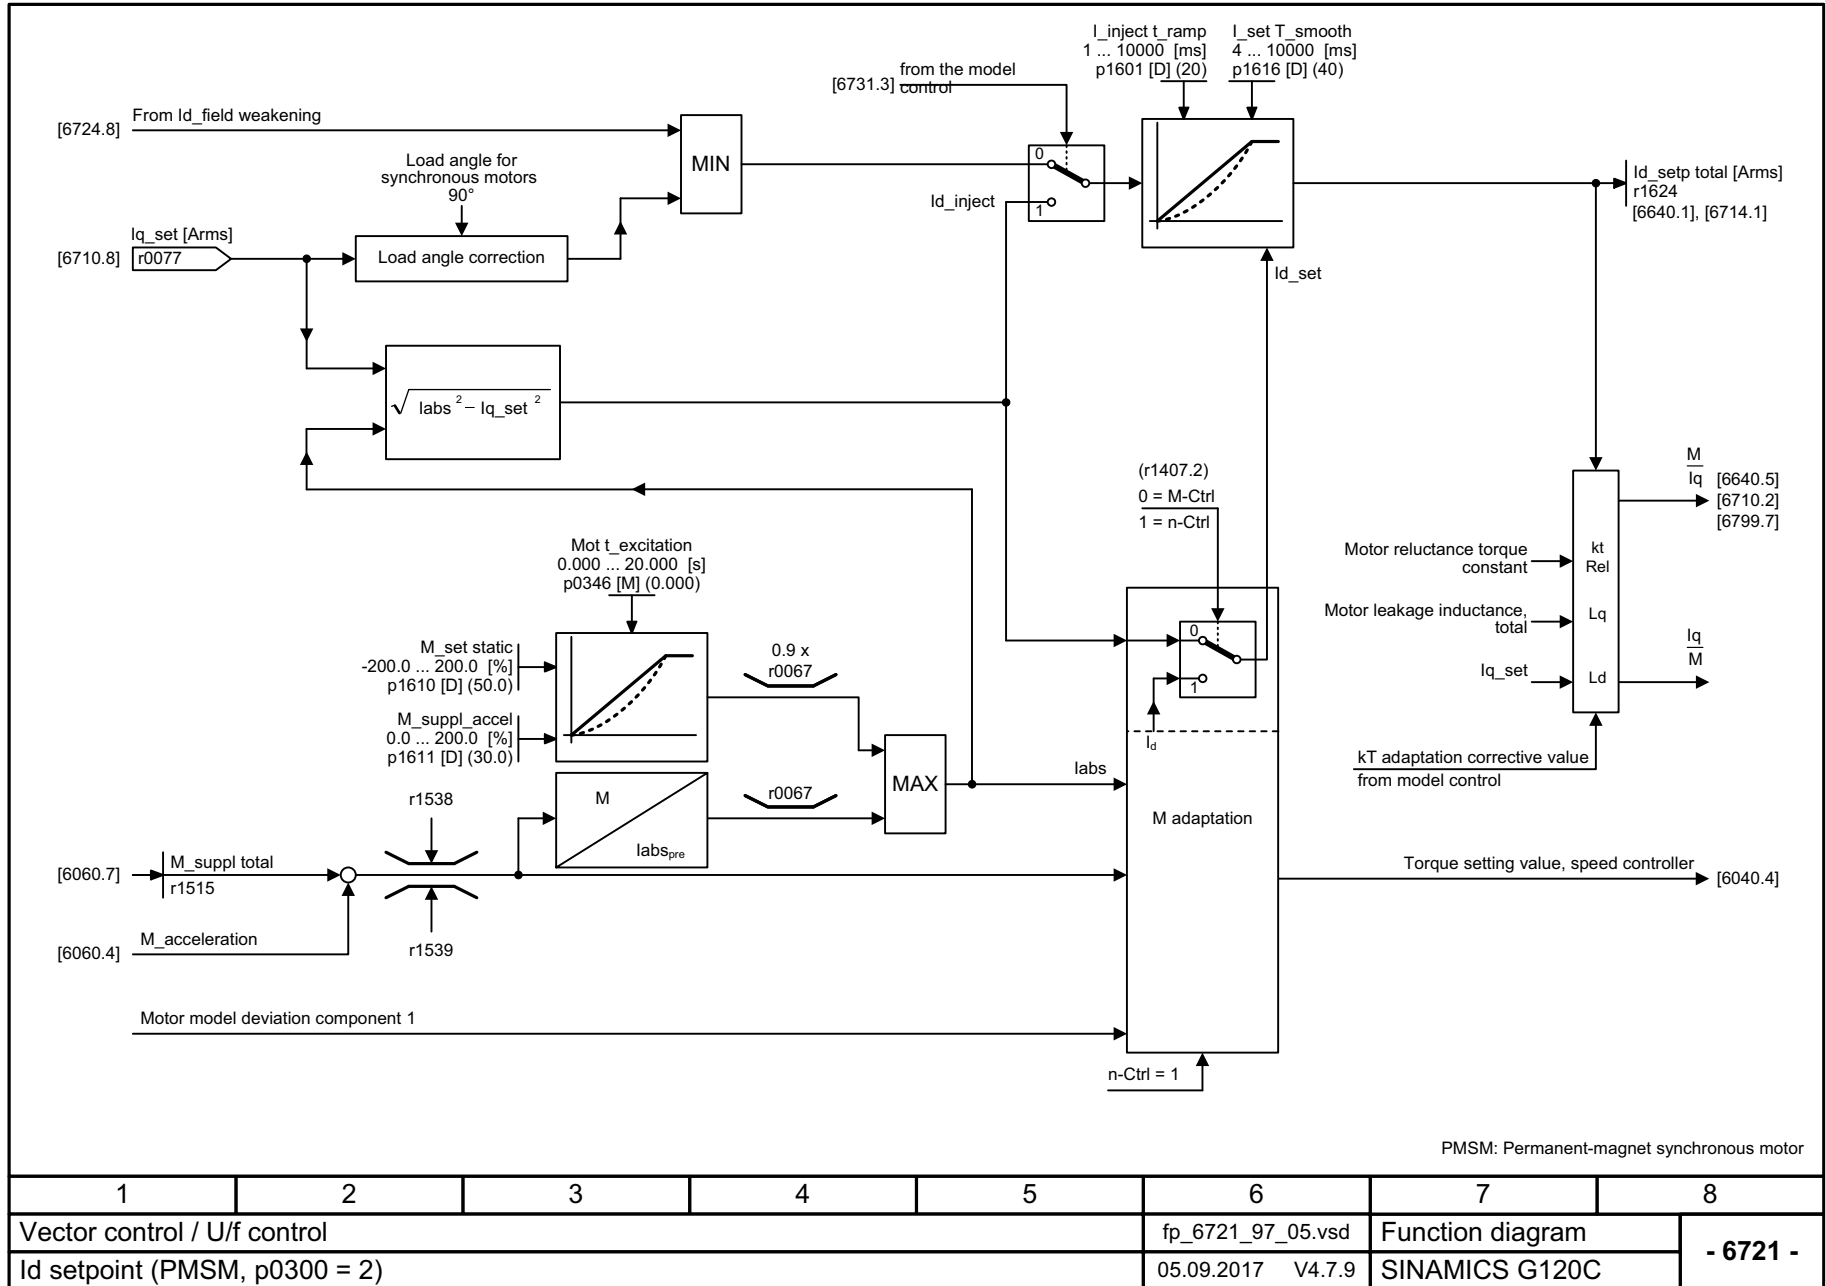 I_inject t_ramp
1 ... 10000 [ms]
p1601 [D] (20)
I_set T_smooth
4 ... 10000 [ms]
p1616 [D] (40)
from the model
[6731.3] control
[6724.8] From Id_field weakening
Load angle for
synchronous motors
90°
MIN
0
1
Id_inject
Id_setp total [Arms]
r1624
[6640.1], [6714.1]
Iq_set [Arms]
[6710.8] r0077
Load angle correction
Id_set
√ Iabs ² – Iq_set ²
(r1407.2)
0 = M-Ctrl
1 = n-Ctrl
M
Iq
[6640.5]
[6710.2]
[6799.7]
Mot t_excitation
0.000 ... 20.000 [s]
p0346 [M] (0.000)
Motor reluctance torque
constant
kt
Rel
Motor leakage inductance,
total
Lq
M_set static
-200.0 ... 200.0 [%]
p1610 [D] (50.0)
0.9 x
r0067
0
1
Iq_set
Ld
Iq
M
M_suppl_accel
0.0 ... 200.0 [%]
p1611 [D] (30.0)
Id
kT adaptation corrective value
from model control
MAX
Iabs
r1538
M
Iabspre
r0067
M adaptation
[6060.7] M_suppl total
r1515
Torque setting value, speed controller
[6040.4]
[6060.4] M_acceleration
r1539
Motor model deviation component 1
n-Ctrl = 1
PMSM: Permanent-magnet synchronous motor
1 2 3 4 5 6 7 8
Vector control / U/f control
fp_6721_97_05.vsd
Function diagram
- 6721 -
Id setpoint (PMSM, p0300 = 2)
05.09.2017 V4.7.9
SINAMICS G120C